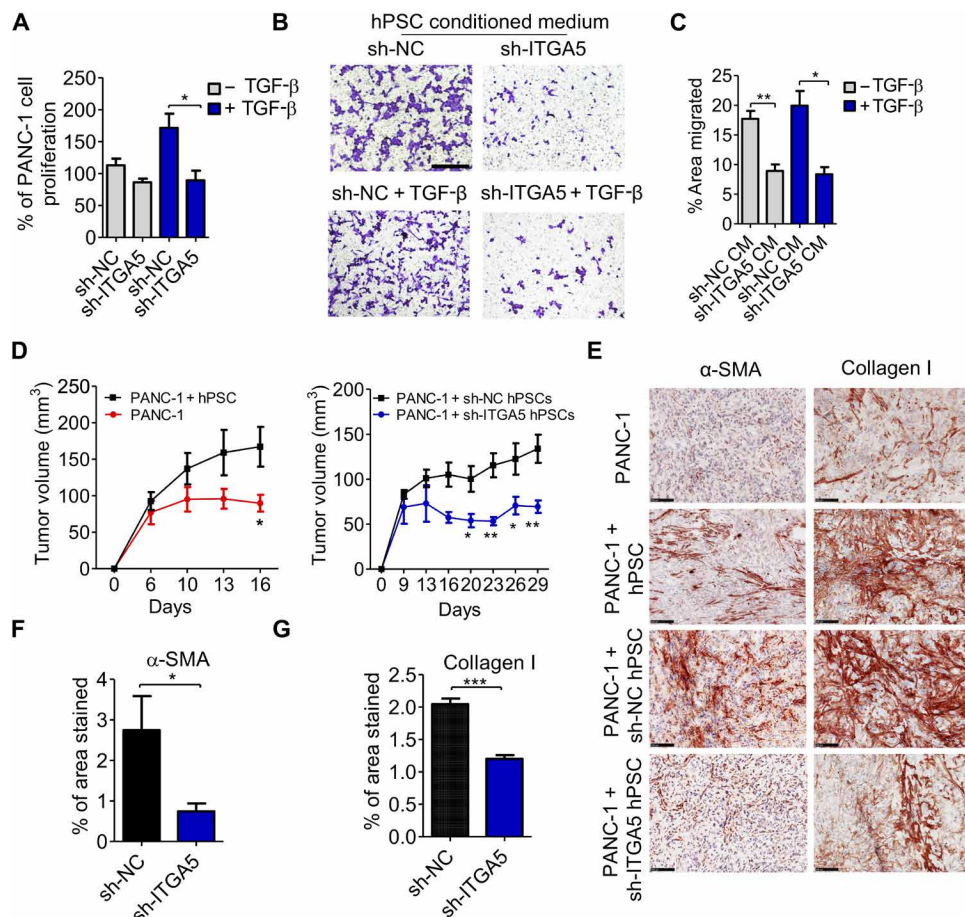 A
% of PANC-1 cell
proliferation
250
200
150
100
50
0
– TGF-β
+ TGF-β
*
sh-NC
sh-ITGA5
sh-NC
sh-ITGA5
B
hPSC conditioned medium
sh-NC
sh-ITGA5
sh-NC + TGF-β
sh-ITGA5 + TGF-β
C
% Area migrated
25
20
15
10
5
0
– TGF-β
+ TGF-β
**
*
sh-NC CM
sh-ITGA5 CM
sh-NC CM
sh-ITGA5 CM
D
Tumor volume (mm³)
250
200
150
100
50
0
PANC-1 + hPSC
PANC-1
*
0 6 10 13 16
Days
Tumor volume (mm³)
200
150
100
50
0
PANC-1 + sh-NC hPSCs
PANC-1 + sh-ITGA5 hPSCs
* ** * **
0 9 13 16 20 23 26 29
Days
E
α-SMA
Collagen I
PANC-1
PANC-1 +
hPSC
PANC-1 +
sh-NC hPSC
PANC-1 +
sh-ITGA5 hPSC
F
α-SMA
*
% of area stained
4
3
2
1
0
sh-NC
sh-ITGA5
G
Collagen I
***
% of area stained
2.5
2.0
1.5
1.0
0.5
0.0
sh-NC
sh-ITGA5